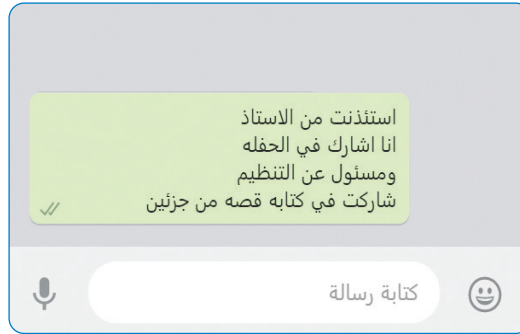 استئذنت من الاستاذ
انا اشارك في الحفله
ومسئول عن التنظيم
شاركت في كتابه قصه من جزئين
كتابة رسالة